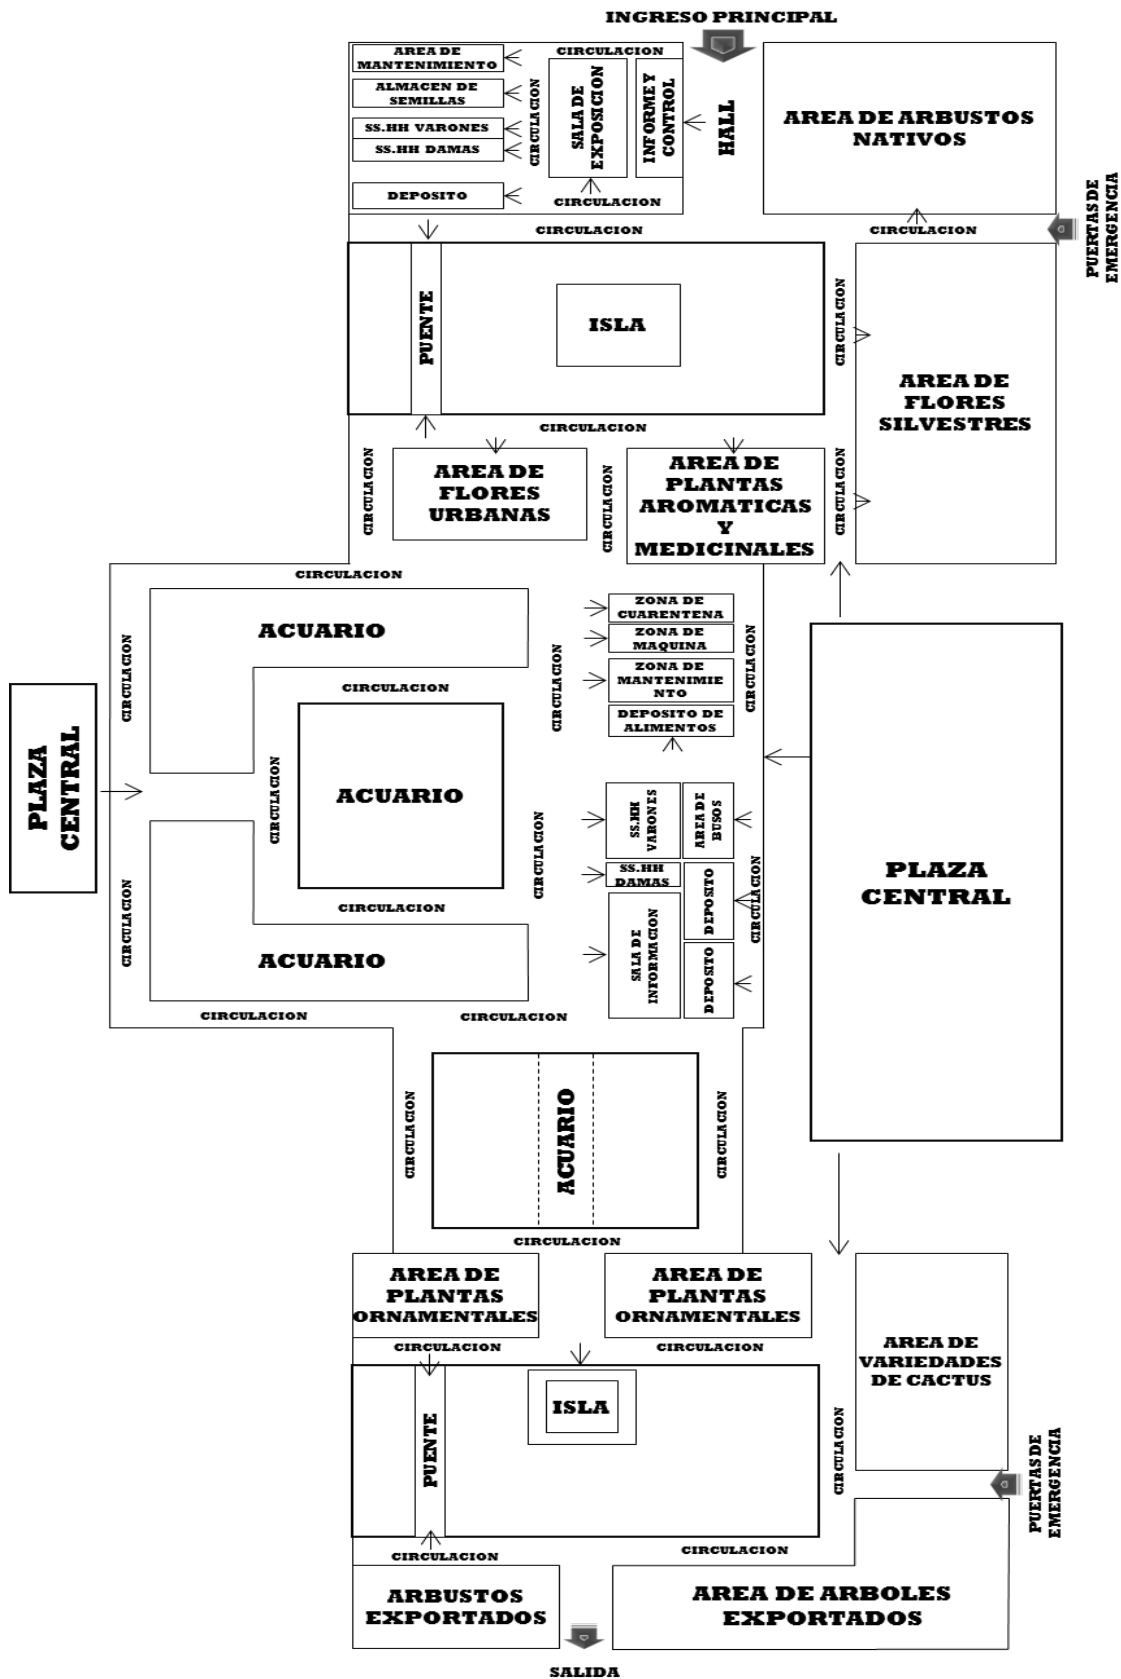 INGRESO PRINCIPAL
AREA DE
MANTENIMIENTO
CIRCULACION
ALMACEN DE
SEMILLAS
SS.HH VARONES
SS.HH DAMAS
DEPOSITO
CIRCULACION
SALA DE
EXPOSICION
INFORME Y
CONTROL
HALL
CIRCULACION
AREA DE ARBUSTOS
NATIVOS
PUERTAS DE
EMERGENCIA
CIRCULACION
CIRCULACION
PUENTE
ISLA
CIRCULACION
AREA DE
FLORES
SILVESTRES
CIRCULACION
CIRCULACION
AREA DE
FLORES
URBANAS
CIRCULACION
AREA DE
PLANTAS
AROMATICAS
Y
MEDICINALES
CIRCULACION
CIRCULACION
ACUARIO
CIRCULACION
CIRCULACION
ZONA DE
CUARENTENA
ZONA DE
MAQUINA
ZONA DE
MANTENIMIE
NTO
DEPOSITO DE
ALIMENTOS
CIRCULACION
CIRCULACION
PLAZA
CENTRAL
CIRCULACION
ACUARIO
CIRCULACION
SS.HH
VARONES
AREA DE
BUSOS
SS.HH
DAMAS
DEPOSITO
CIRCULACION
PLAZA
CENTRAL
CIRCULACION
CIRCULACION
ACUARIO
SALA DE
INFORMACION
DEPOSITO
CIRCULACION
CIRCULACION
CIRCULACION
ACUARIO
CIRCULACION
CIRCULACION
AREA DE
PLANTAS
ORNAMENTALES
AREA DE
PLANTAS
ORNAMENTALES
CIRCULACION
CIRCULACION
AREA DE
VARIEDADES
DE CACTUS
PUENTE
ISLA
CIRCULACION
PUERTAS DE
EMERGENCIA
CIRCULACION
CIRCULACION
ARBUSTOS
EXPORTADOS
AREA DE ARBOLES
EXPORTADOS
SALIDA